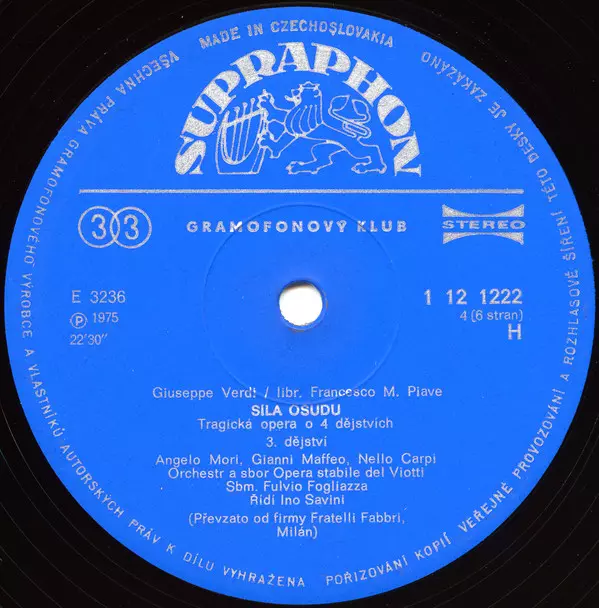 MADE IN CZECHOSLOVAKIA
VŠECHNA PRÁVA GRAMOFONOVÉHO VÝROBCE A VLASTNÍKŮ AUTORSKÝCH PRÁV K DÍLU VYHRAŽENA
POŘIZOVÁNÍ KOPIÍ VEŘEJNÉ PROVOZOVÁNÍ A ROZHLASOVÉ ŠÍŘENÍ TÉTO DESKY JE ZAKÁZÁNO
SUPRAPHON
33
GRAMOFONOVÝ KLUB
STEREO
E 3236
Ⓟ 1975
22'30"
1 12 1222
4 (6 stran)
H
Giuseppe Verdi / libr. Francesco M. Piave
SÍLA OSUDU
Tragická opera o 4 dějstvích
3. dějství
Angelo Mori, Gianni Maffeo, Nello Carpi
Orchestr a sbor Opera stabile del Viotti
Sbm. Fulvio Fogliazza
Řídí Ino Savini
(Převzato od firmy Fratelli Fabbri,
Milán)